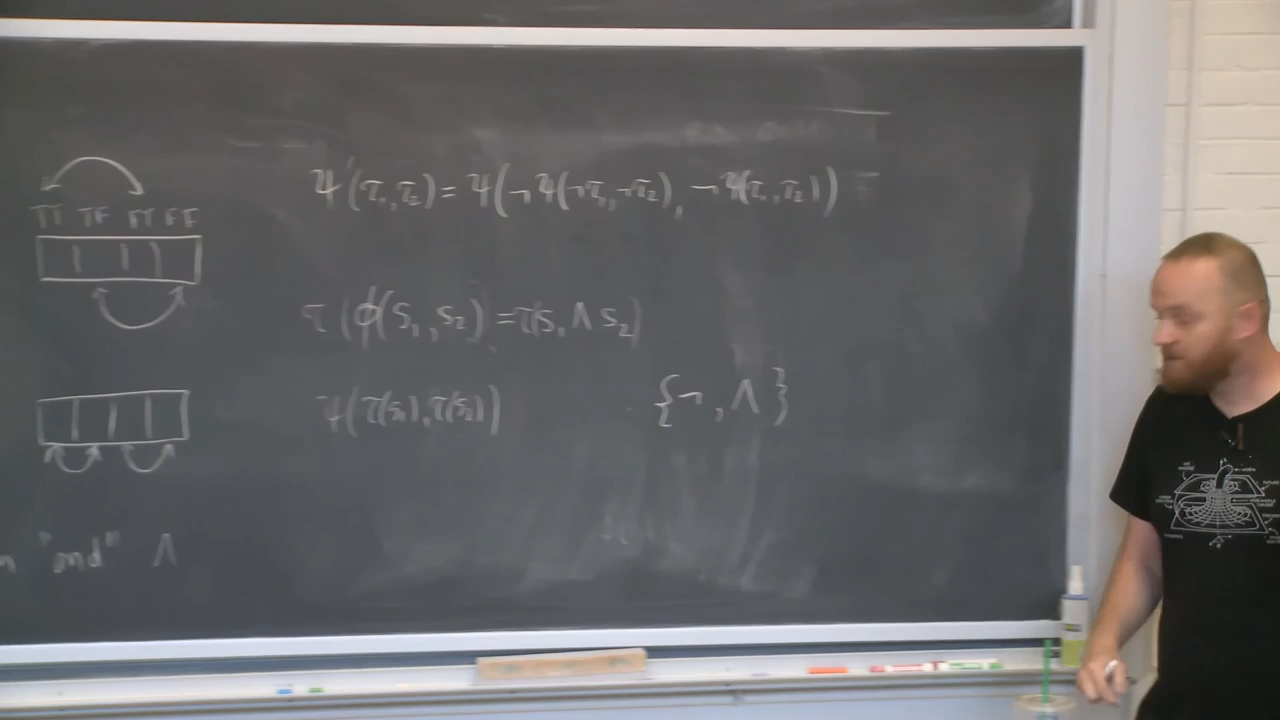 TT TF FT FF
Ψ'(τ₁,τ₂) = Ψ(¬Ψ(¬τ₁,¬τ₂), ¬Ψ(τ₁,τ₂))
τ(φ(S₁,S₂) = τ(S₁ ∧ S₂)
Ψ(τ(S₁),τ(S₂))
{¬, ∧}
"and" ∧